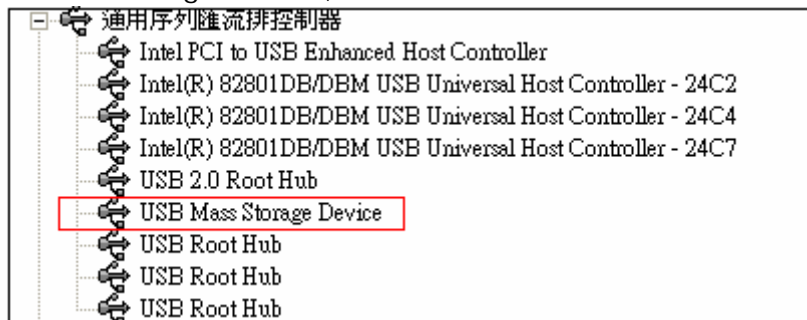 通用序列匯流排控制器
Intel PCI to USB Enhanced Host Controller
Intel(R) 82801DB/DBM USB Universal Host Controller - 24C2
Intel(R) 82801DB/DBM USB Universal Host Controller - 24C4
Intel(R) 82801DB/DBM USB Universal Host Controller - 24C7
USB 2.0 Root Hub
USB Mass Storage Device
USB Root Hub
USB Root Hub
USB Root Hub